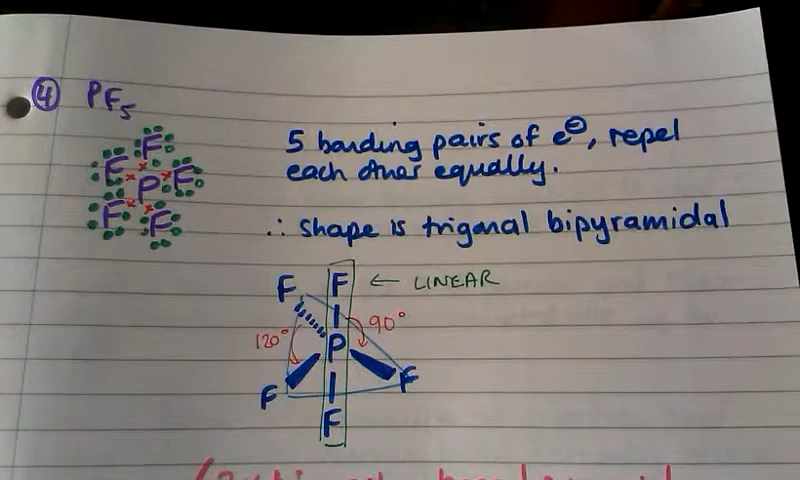 ④ PF₅
5 bonding pairs of e⊖, repel
each other equally.
∴ shape is trigonal bipyramidal
F
F F
P
F F
F F ← LINEAR
120° 90°
P
F F
F